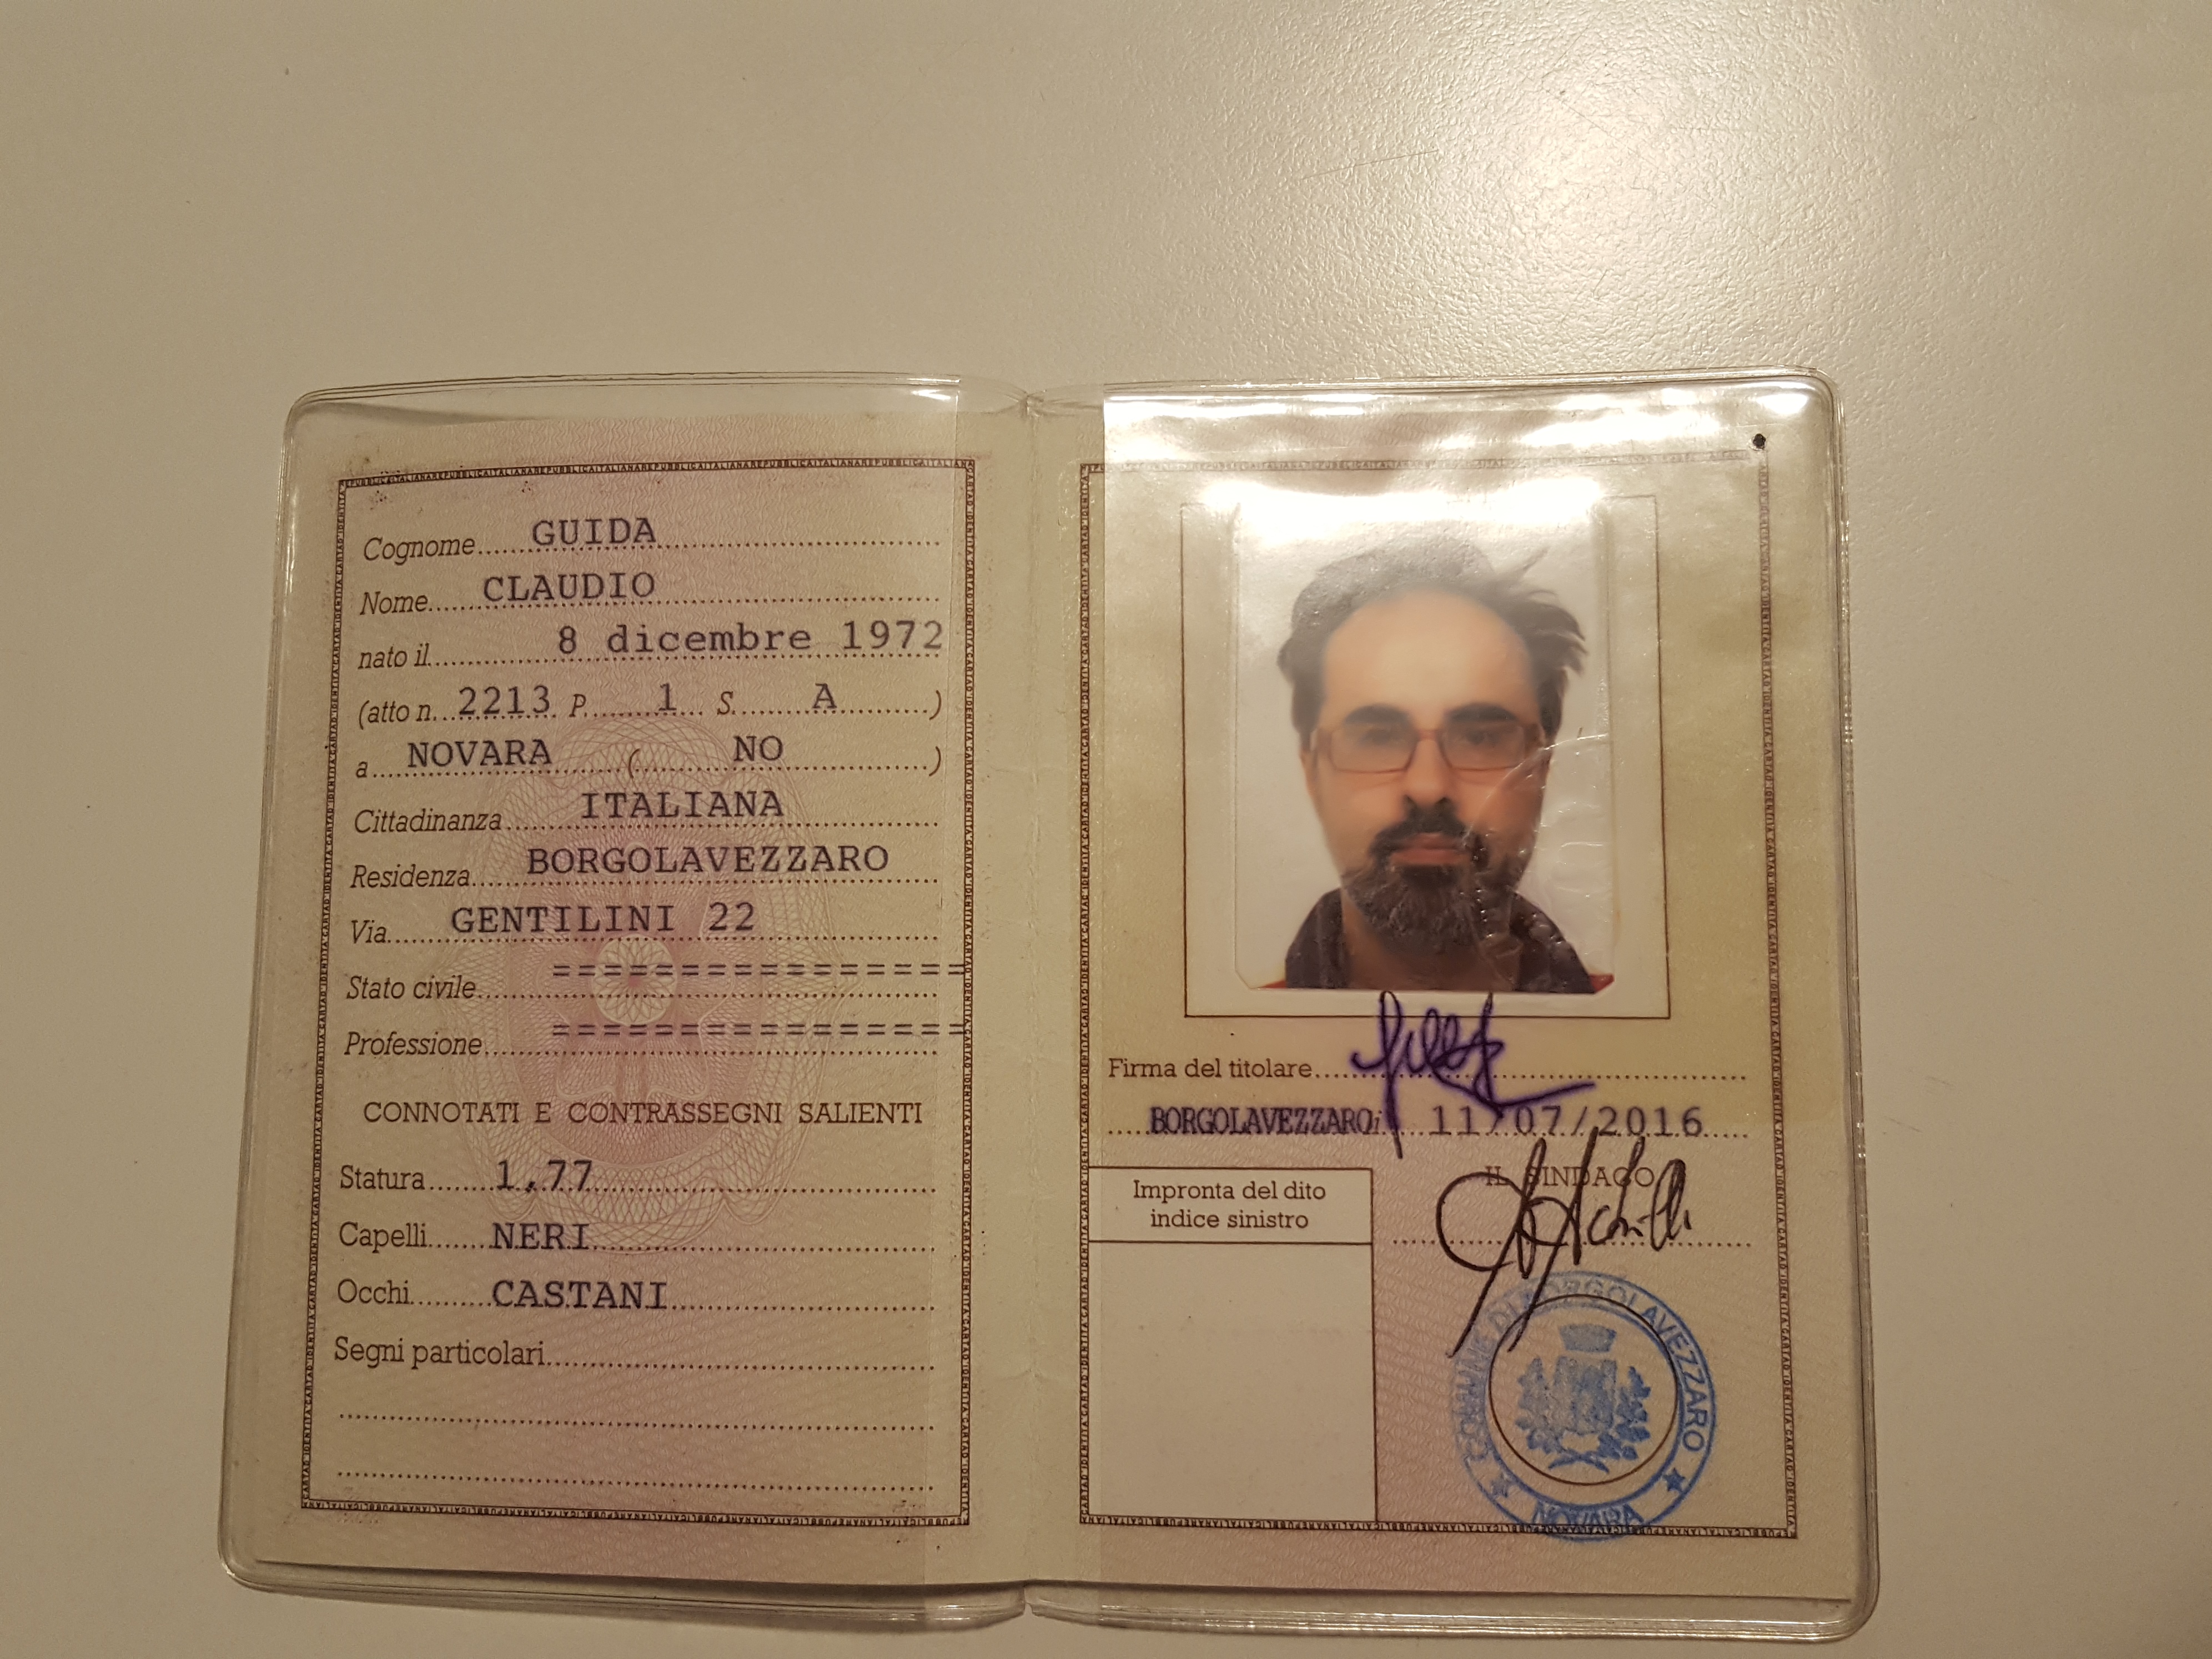 Cognome GUIDA
Nome CLAUDIO
nato il 8 dicembre 1972
(atto n. 2213 P. 1 S. A )
a NOVARA ( NO )
Cittadinanza ITALIANA
Residenza BORGOLAVEZZARO
Via GENTILINI 22
Stato civile ========
Professione ===============
CONNOTATI E CONTRASSEGNI SALIENTI
Statura 1,77
Capelli NERI
Occhi CASTANI
Segni particolari
Firma del titolare
BORGOLAVEZZARO 11/07/2016
Impronta del dito
indice sinistro
IL SINDACO
COMUNE DI BORGOLAVEZZARO
NOVARA